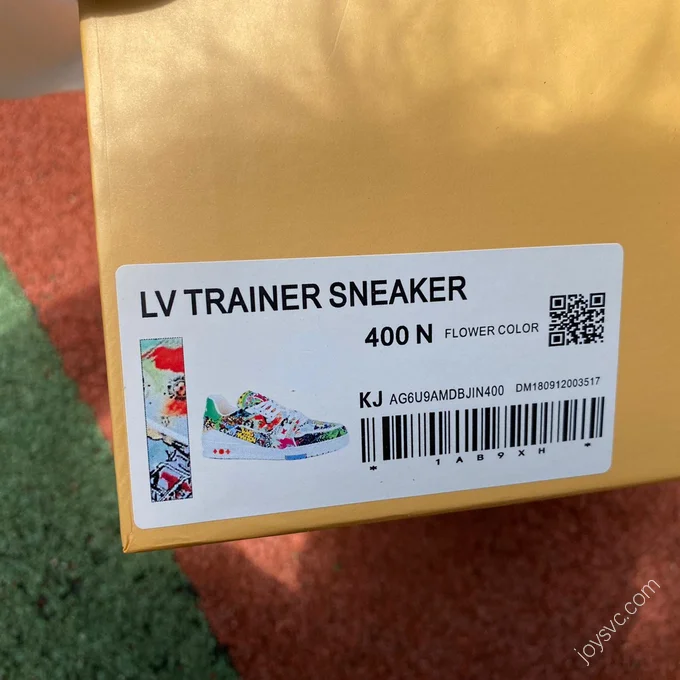 LV TRAINER SNEAKER
400 N FLOWER COLOR
KJ AG6U9AMDBJIN400 DM180912003517
* 1AB9XH *
joysvc.com